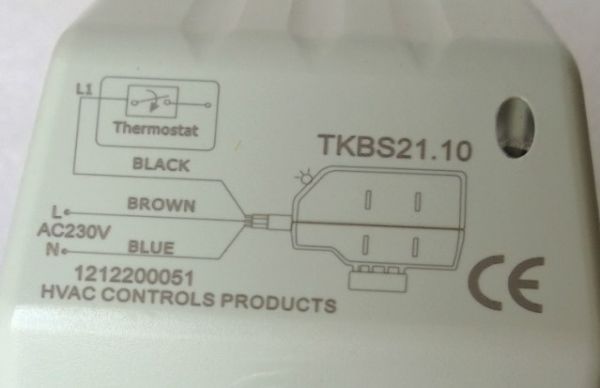 L1
Thermostat
TKBS21.10
BLACK
L BROWN
AC230V
N BLUE
1212200051
HVAC CONTROLS PRODUCTS
CE